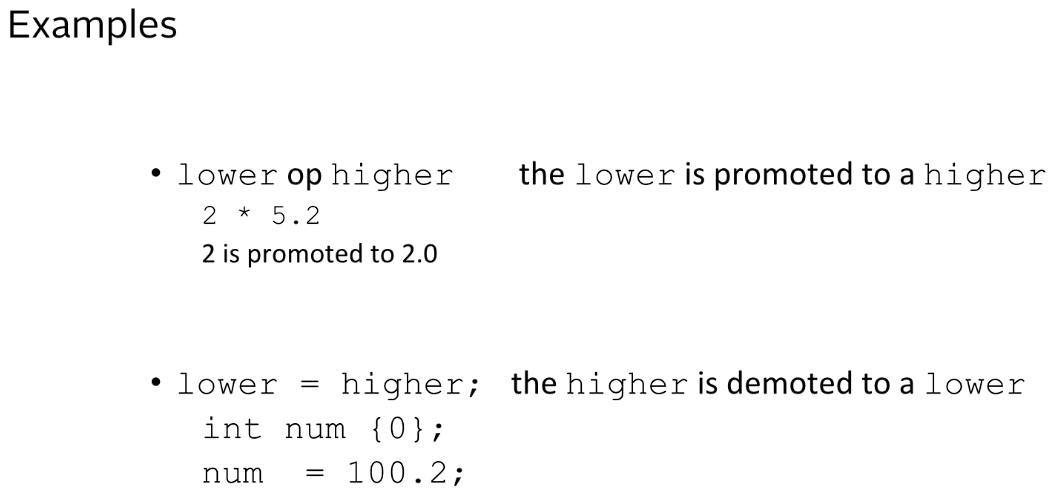 Examples
• lower op higher the lower is promoted to a higher
2 * 5.2
2 is promoted to 2.0
• lower = higher; the higher is demoted to a lower
int num {0};
num = 100.2;